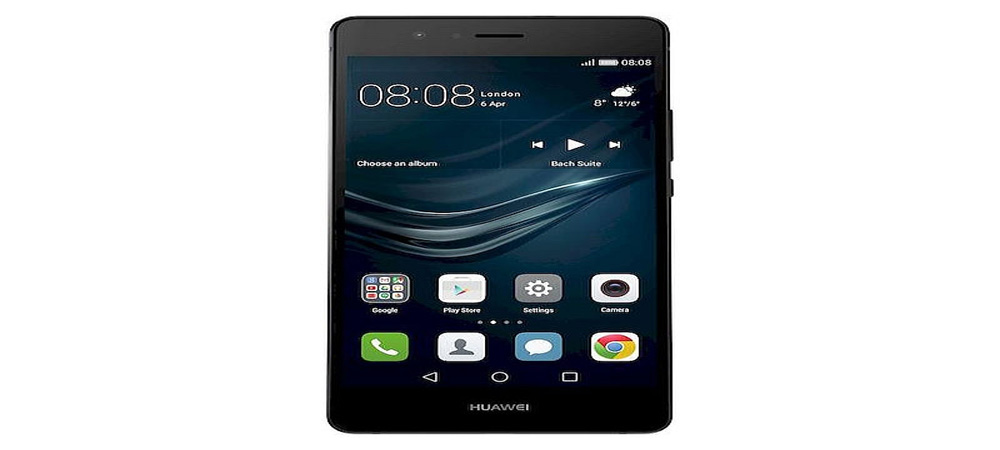 08:08
08:08
London
6 Apr
8° 12°/6°
Choose an album
Bach Suite
Google
Play Store
Settings
Camera
HUAWEI